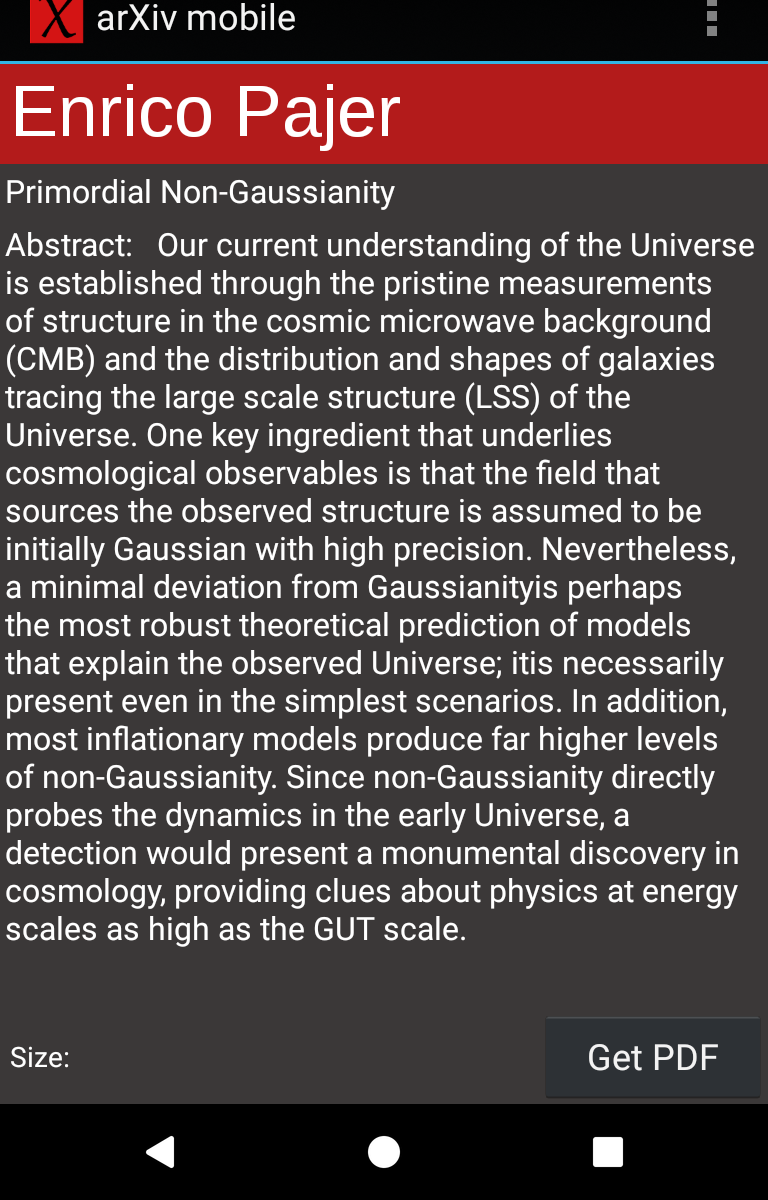 arXiv mobile
Enrico Pajer
Primordial Non-Gaussianity
Abstract: Our current understanding of the Universe
is established through the pristine measurements
of structure in the cosmic microwave background
(CMB) and the distribution and shapes of galaxies
tracing the large scale structure (LSS) of the
Universe. One key ingredient that underlies
cosmological observables is that the field that
sources the observed structure is assumed to be
initially Gaussian with high precision. Nevertheless,
a minimal deviation from Gaussianityis perhaps
the most robust theoretical prediction of models
that explain the observed Universe; itis necessarily
present even in the simplest scenarios. In addition,
most inflationary models produce far higher levels
of non-Gaussianity. Since non-Gaussianity directly
probes the dynamics in the early Universe, a
detection would present a monumental discovery in
cosmology, providing clues about physics at energy
scales as high as the GUT scale.
Size:
Get PDF